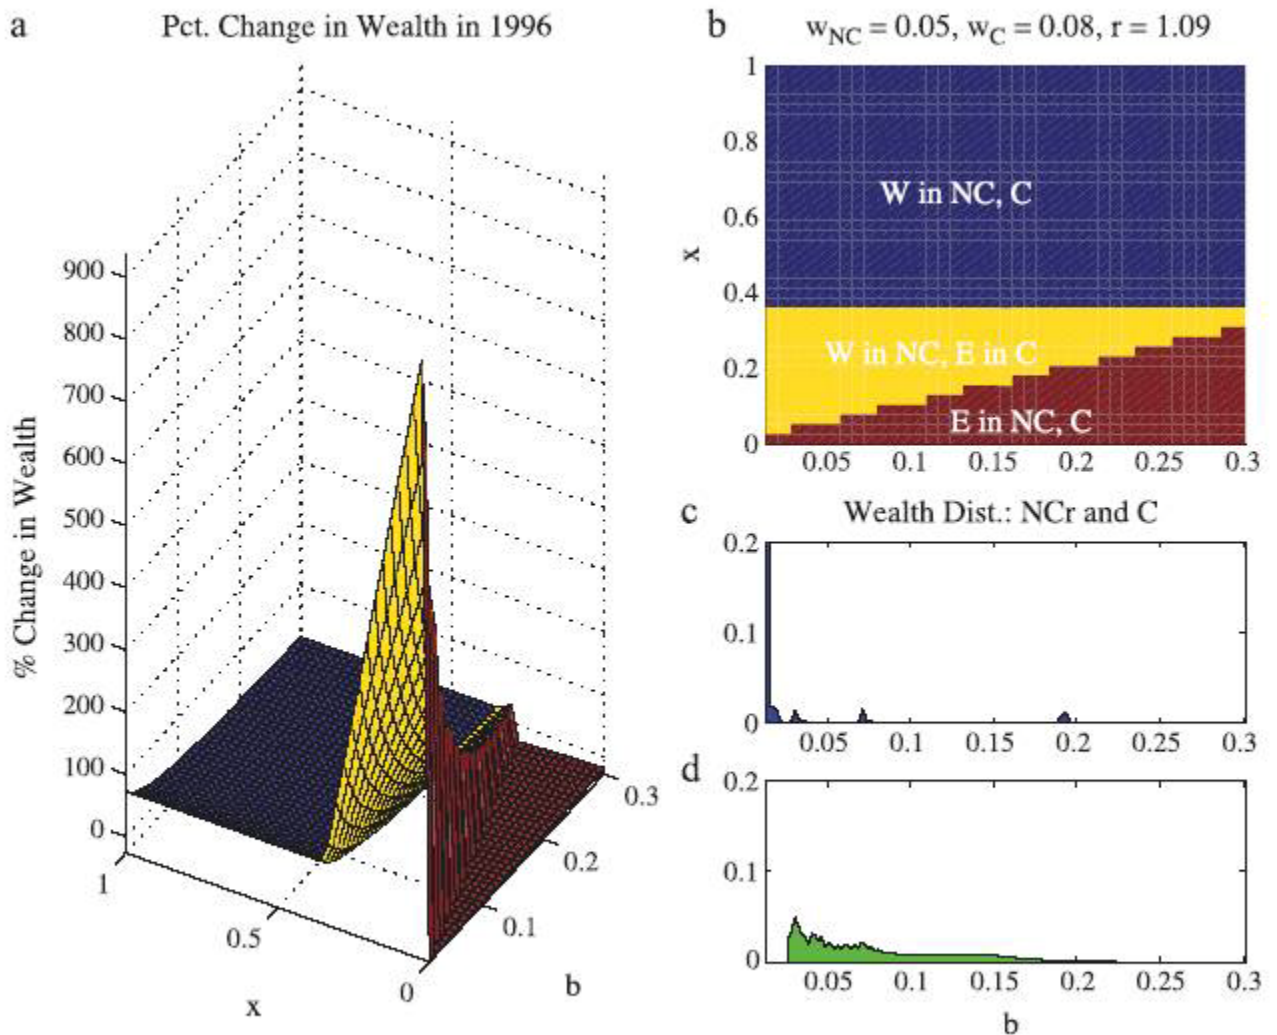 a
Pct. Change in Wealth in 1996
% Change in Wealth
900
800
700
600
500
400
300
200
100
0
1
0.5
0
x
0.1
0.2
0.3
b
b
w_NC = 0.05, w_C = 0.08, r = 1.09
x
1
0.8
0.6
0.4
0.2
0
W in NC, C
W in NC, E in C
E in NC, C
0.05 0.1 0.15 0.2 0.25 0.3
c
Wealth Dist.: NCr and C
0.2
0.1
0
0.05 0.1 0.15 0.2 0.25 0.3
d
0.2
0.1
0
0.05 0.1 0.15 0.2 0.25 0.3
b